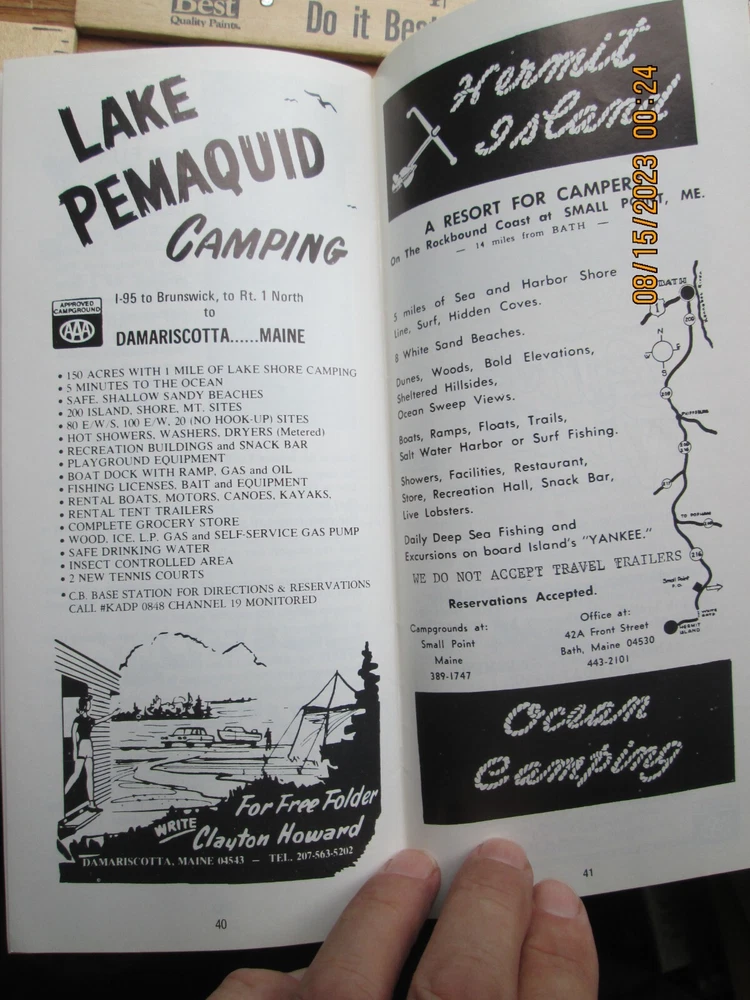 Best
Quality Paints.
Do it Best
LAKE
PEMAQUID
CAMPING
APPROVED
CAMPGROUND
AAA
I-95 to Brunswick, to Rt. 1 North
to
DAMARISCOTTA......MAINE
• 150 ACRES WITH 1 MILE OF LAKE SHORE CAMPING
• 5 MINUTES TO THE OCEAN
• SAFE, SHALLOW SANDY BEACHES
• 200 ISLAND, SHORE, MT. SITES
• 80 E/W/S, 100 E/W, 20 (NO HOOK-UP) SITES
• HOT SHOWERS, WASHERS, DRYERS (Metered)
• RECREATION BUILDINGS and SNACK BAR
• PLAYGROUND EQUIPMENT
• BOAT DOCK WITH RAMP, GAS and OIL
• FISHING LICENSES, BAIT and EQUIPMENT
• RENTAL BOATS, MOTORS, CANOES, KAYAKS,
• RENTAL TENT TRAILERS
• COMPLETE GROCERY STORE
• WOOD, ICE, L.P. GAS and SELF-SERVICE GAS PUMP
• SAFE DRINKING WATER
• INSECT CONTROLLED AREA
• 2 NEW TENNIS COURTS
• C.B. BASE STATION FOR DIRECTIONS & RESERVATIONS
CALL #KADP 0848 CHANNEL 19 MONITORED
For Free Folder
WRITE
Clayton Howard
DAMARISCOTTA, MAINE 04543 — TEL. 207-563-5202
40
Hermit
Island
A RESORT FOR CAMPERS
On The Rockbound Coast at SMALL POINT, ME.
— 14 miles from BATH —
5 miles of Sea and Harbor Shore
Line, Surf, Hidden Coves.
8 White Sand Beaches.
Dunes, Woods, Bold Elevations,
Sheltered Hillsides,
Ocean Sweep Views.
Boats, Ramps, Floats, Trails,
Salt Water Harbor or Surf Fishing.
Showers, Facilities, Restaurant,
Store, Recreation Hall, Snack Bar,
Live Lobsters.
Daily Deep Sea Fishing and
Excursions on board Island's "YANKEE."
WE DO NOT ACCEPT TRAVEL TRAILERS
Reservations Accepted.
Campgrounds at:
Small Point
Maine
389-1747
Office at:
42A Front Street
Bath, Maine 04530
443-2101
BATH
1
209
N
S
209
PHIPPSBURG
216
Small Point
P.O.
HERMIT
ISLAND
Ocean
Camping
41
08/15/2023 00:24